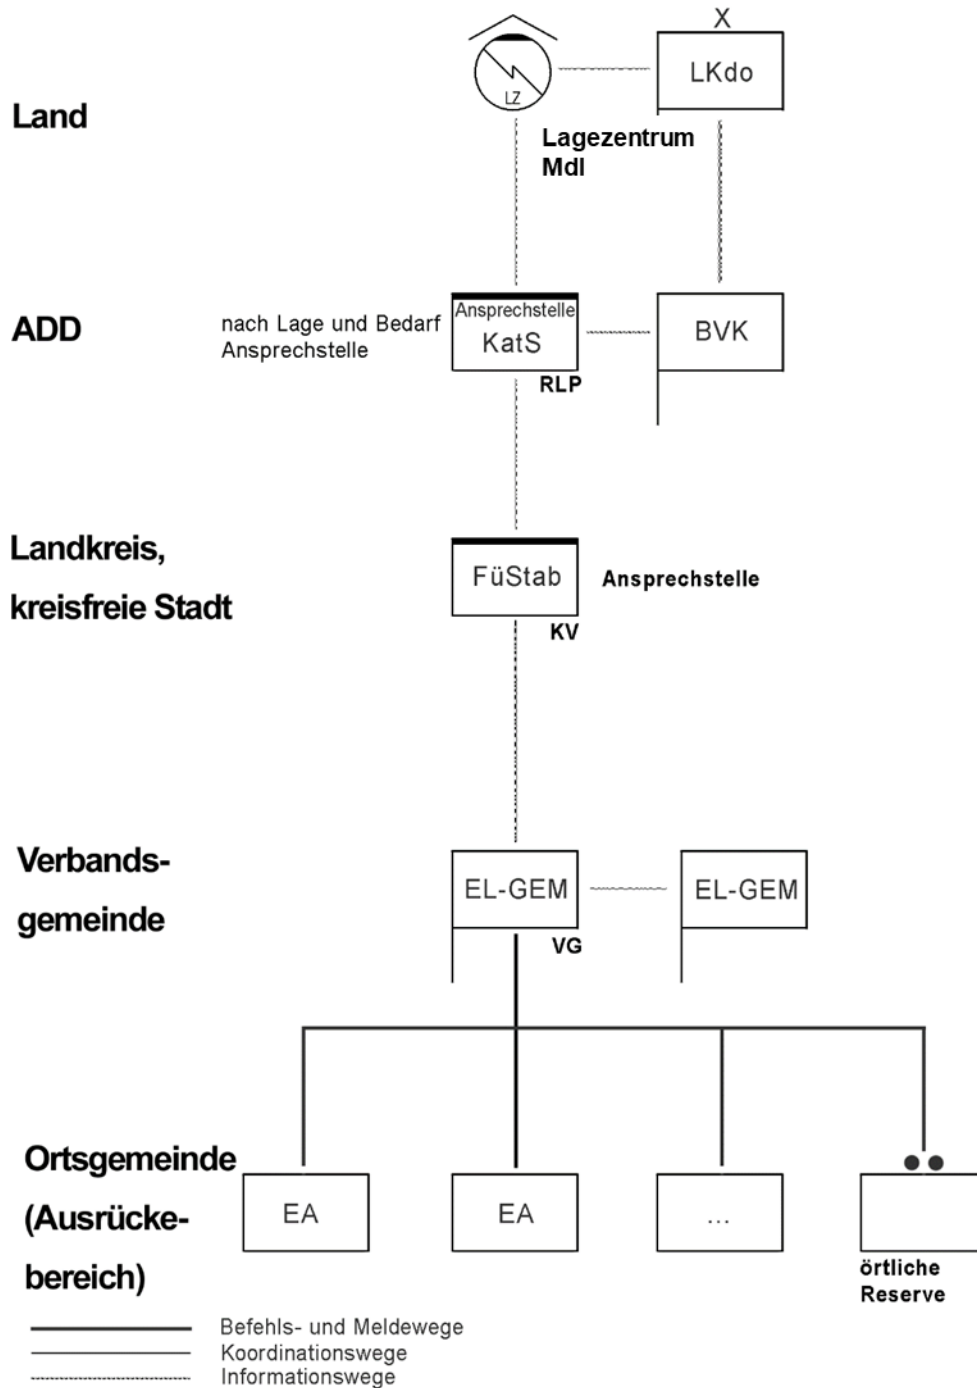 X
LKdo
LZ
Land
Lagezentrum
MdI
ADD
nach Lage und Bedarf
Ansprechstelle
Ansprechstelle
KatS
RLP
BVK
Landkreis,
kreisfreie Stadt
FüStab
KV
Ansprechstelle
Verbands-
gemeinde
EL-GEM
VG
EL-GEM
Ortsgemeinde
(Ausrücke-
bereich)
EA
EA
...
örtliche
Reserve
Befehls- und Meldewege
Koordinationswege
Informationswege